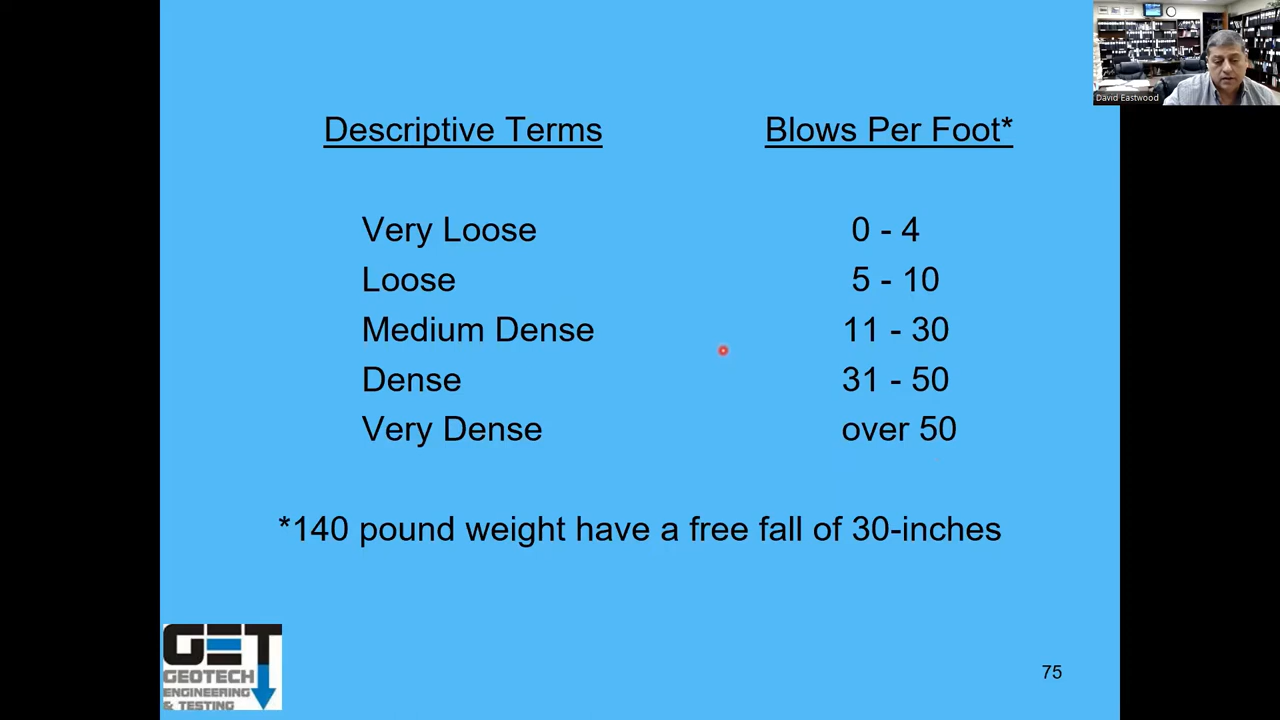 David Eastwood
Descriptive Terms Blows Per Foot*
Very Loose 0 - 4
Loose 5 - 10
Medium Dense 11 - 30
Dense 31 - 50
Very Dense over 50
*140 pound weight have a free fall of 30-inches
GET
GEOTECH
ENGINEERING
& TESTING
75